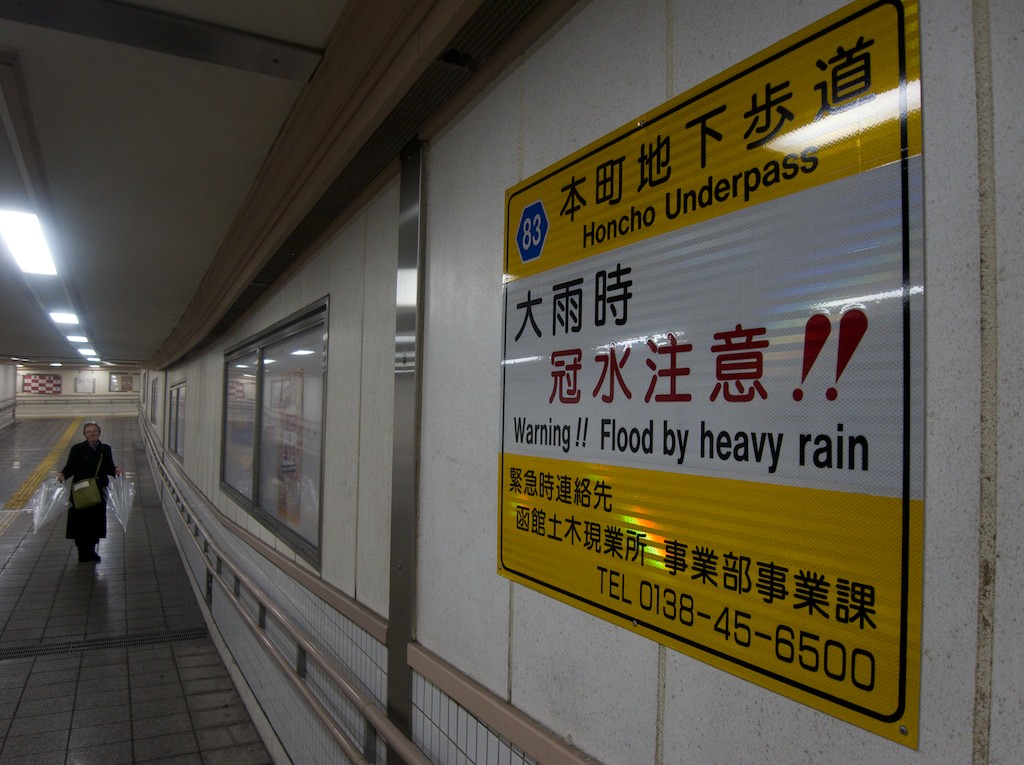 83
本町地下歩道
Honcho Underpass
大雨時
冠水注意!!
Warning!! Flood by heavy rain
緊急時連絡先
函館土木現業所 事業部事業課
TEL 0138-45-6500